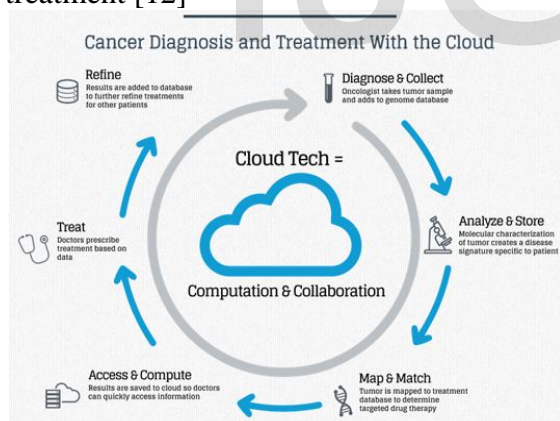 treatment [12]
Cancer Diagnosis and Treatment With the Cloud
Refine
Results are added to database
to further refine treatments
for other patients
Diagnose & Collect
Oncologist takes tumor sample
and adds to genome database
Cloud Tech =
Computation & Collaboration
Treat
Doctors prescribe
treatment based on
data
Analyze & Store
Molecular characterization
of tumor creates a disease
signature specific to patient
Access & Compute
Results are saved to cloud so doctors
can quickly access information
Map & Match
Tumor is mapped to treatment
database to determine
targeted drug therapy